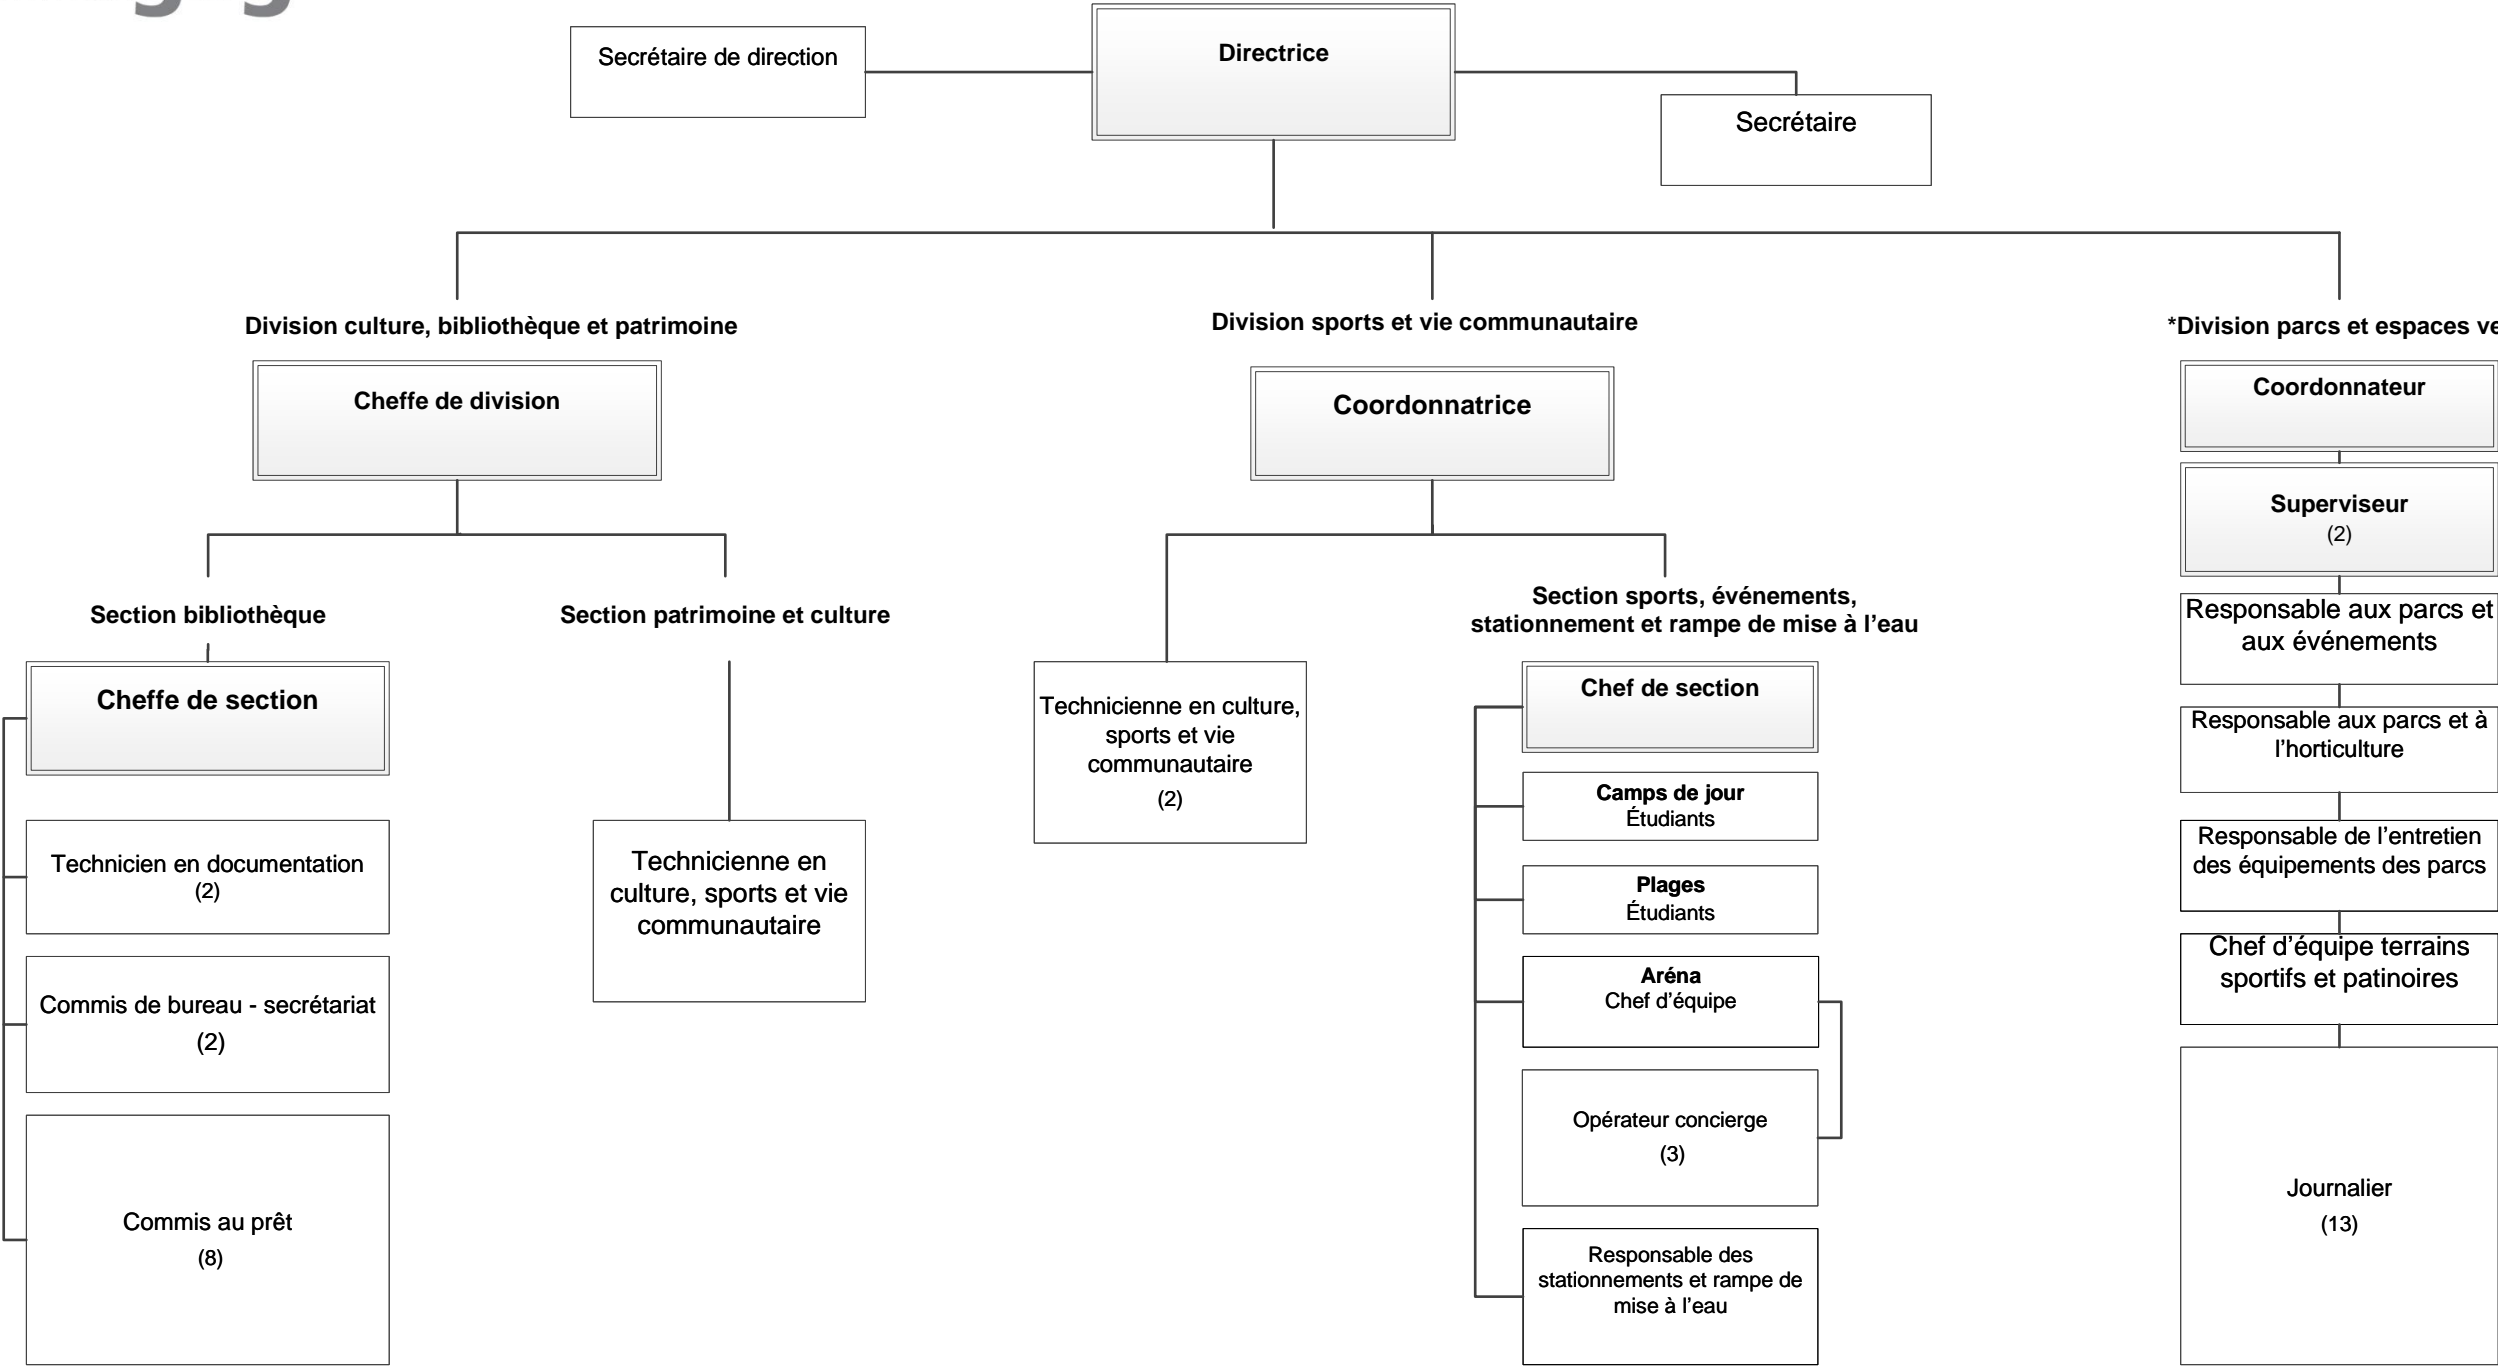 Directrice
Secrétaire de direction
Secrétaire
Division culture, bibliothèque et patrimoine
Division sports et vie communautaire
*Division parcs et espaces
Cheffe de division
Coordonnatrice
Coordonnateur
Superviseur
(2)
Section bibliothèque
Section patrimoine et culture
Section sports, événements,
stationnement et rampe de mise à l'eau
Cheffe de section
Technicien en documentation
(2)
Commis de bureau - secrétariat
(2)
Commis au prêt
(8)
Technicienne en
culture, sports et vie
communautaire
Technicienne en culture,
sports et vie
communautaire
(2)
Chef de section
Camps de jour
Étudiants
Plages
Étudiants
Aréna
Chef d'équipe
Opérateur concierge
(3)
Responsable des
stationnements et rampe de
mise à l'eau
Responsable aux parcs et
aux événements
Responsable aux parcs et à
l'horticulture
Responsable de l'entretien
des équipements des parcs
Chef d'équipe terrains
sportifs et patinoires
Journalier
(13)